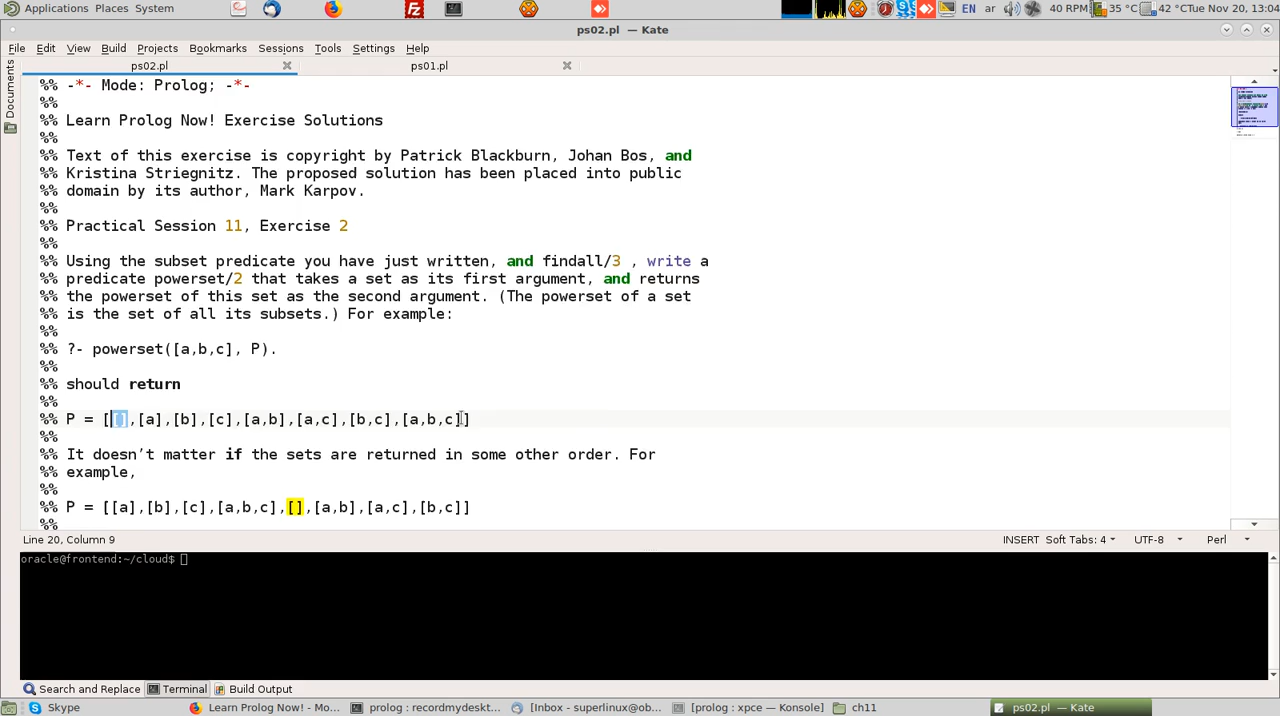 Applications Places System EN ar 40 RPM 35 °C 42 °CTue Nov 20, 13:04
ps02.pl — Kate
File Edit View Build Projects Bookmarks Sessions Tools Settings Help
ps02.pl ps01.pl
Documents
%% -*- Mode: Prolog; -*-
%%
%% Learn Prolog Now! Exercise Solutions
%%
%% Text of this exercise is copyright by Patrick Blackburn, Johan Bos, and
%% Kristina Striegnitz. The proposed solution has been placed into public
%% domain by its author, Mark Karpov.
%%
%% Practical Session 11, Exercise 2
%%
%% Using the subset predicate you have just written, and findall/3 , write a
%% predicate powerset/2 that takes a set as its first argument, and returns
%% the powerset of this set as the second argument. (The powerset of a set
%% is the set of all its subsets.) For example:
%%
%% ?- powerset([a,b,c], P).
%%
%% should return
%%
%% P = [[],[a],[b],[c],[a,b],[a,c],[b,c],[a,b,c]]
%%
%% It doesn’t matter if the sets are returned in some other order. For
%% example,
%%
%% P = [[a],[b],[c],[a,b,c],[],[a,b],[a,c],[b,c]]
%%
Line 20, Column 9 INSERT Soft Tabs: 4 UTF-8 Perl
oracle@frontend:~/cloud$
Search and Replace Terminal Build Output
Skype Learn Prolog Now! - Mo... prolog : recordmydeskt... [Inbox - superlinux@ob... [prolog : xpce — Konsole] ch11 ps02.pl — Kate